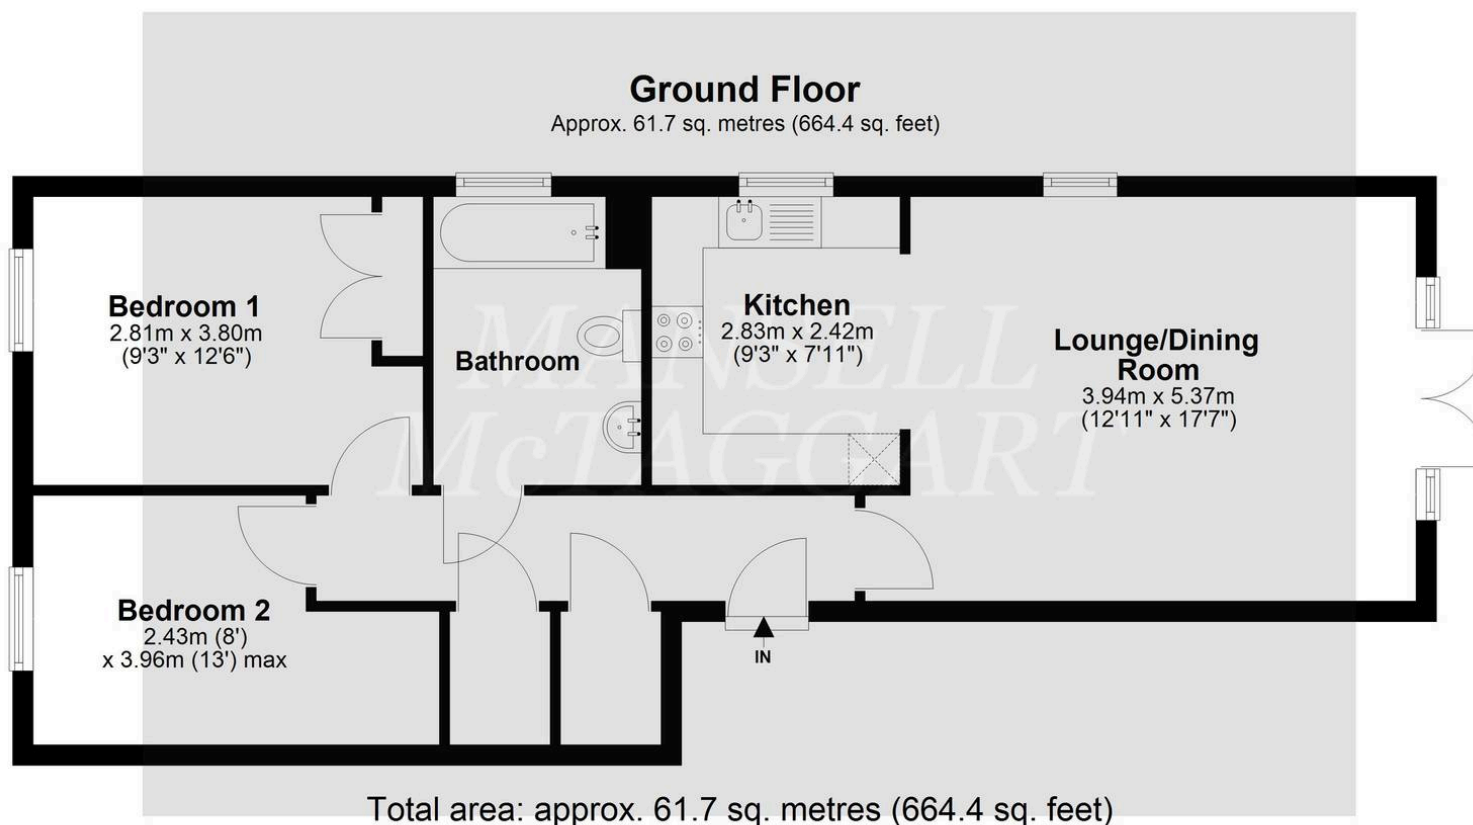 Ground Floor
Approx. 61.7 sq. metres (664.4 sq. feet)
Bedroom 1
2.81m x 3.80m
(9'3" x 12'6")
Bathroom
Kitchen
2.83m x 2.42m
(9'3" x 7'11")
Lounge/Dining
Room
3.94m x 5.37m
(12'11" x 17'7")
MANSELL
McTAGGART
Bedroom 2
2.43m (8')
x 3.96m (13') max
IN
Total area: approx. 61.7 sq. metres (664.4 sq. feet)